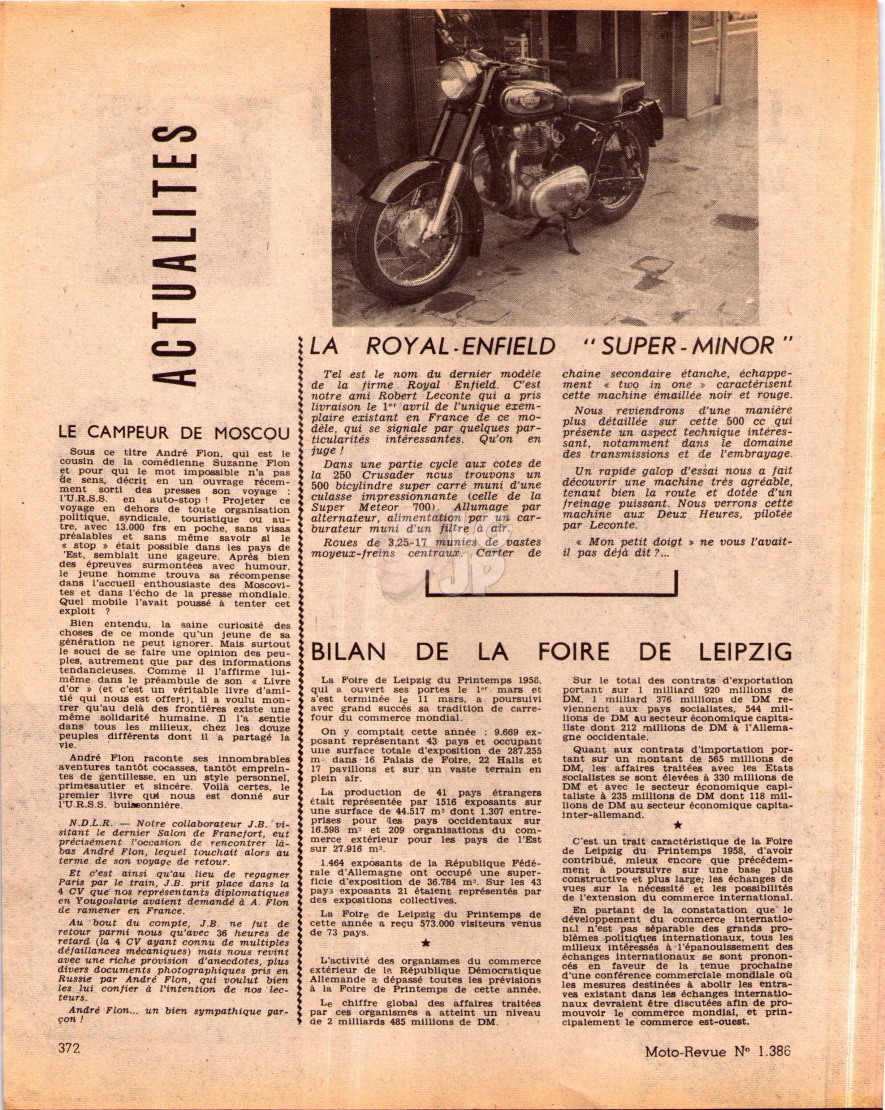 ACTUALITES
LE CAMPEUR DE MOSCOU
Sous ce titre André Flon, qui est le
cousin de la comédienne Suzanne Flon
et pour qui le mot impossible n'a pas
de sens, décrit en un ouvrage récem-
ment sorti des presses son voyage :
l'U.R.S.S. en auto-stop ! Projeter ce
voyage en dehors de toute organisation
politique, syndicale, touristique ou au-
tre, avec 13.000 frs en poche, sans visas
préalables et sans même savoir si le
« stop » était possible dans les pays de
l'Est, semblait une gageure. Après bien
des épreuves surmontées avec humour,
le jeune homme trouva sa récompense
dans l'accueil enthousiaste des Moscovi-
tes et dans l'écho de la presse mondiale.
Quel mobile l'avait poussé à tenter cet
exploit ?
Bien entendu, la saine curiosité des
choses de ce monde qu'un jeune de sa
génération ne peut ignorer. Mais surtout
le souci de se faire une opinion des peu-
ples, autrement que par des informations
tendancieuses. Comme il l'affirme lui-
même dans le préambule de son « Livre
d'or » (et c'est un véritable livre d'ami-
tié qui nous est offert), il a voulu mon-
trer qu'au delà des frontières existe une
même solidarité humaine. Il l'a sentie
dans tous les milieux, chez les douze
peuples différents dont il a partagé la
vie.
André Flon raconte ses innombrables
aventures tantôt cocasses, tantôt emprein-
tes de gentillesse, en un style personnel,
primesautier et sincère. Voilà certes, le
premier livre qui nous est donné sur
l'U.R.S.S. buissonnière.
N.D.L.R. — Notre collaborateur J.B. vi-
sitant le dernier Salon de Francfort, eut
précisément l'occasion de rencontrer là-
bas André Flon, lequel touchait alors au
terme de son voyage de retour.
Et c'est ainsi qu'au lieu de regagner
Paris par le train, J.B. prit place dans la
4 CV que nos représentants diplomatiques
en Yougoslavie avaient demandé à A. Flon
de ramener en France.
Au bout du compte, J.B. ne fut de
retour parmi nous qu'avec 36 heures de
retard (la 4 CV ayant connu de multiples
défaillances mécaniques) mais nous revint
avec une riche provision d'anecdotes, plus
divers documents photographiques pris en
Russie par André Flon, qui voulut bien
les lui confier à l'intention de nos lec-
teurs.
André Flon... un bien sympathique gar-
çon !
LA ROYAL-ENFIELD "SUPER-MINOR"
Tel est le nom du dernier modèle
de la firme Royal Enfield. C'est
notre ami Robert Leconte qui a pris
livraison le 1er avril de l'unique exem-
plaire existant en France de ce mo-
dèle, qui se signale par quelques par-
ticularités intéressantes. Qu'on en
juge !
Dans une partie cycle aux cotes de
la 250 Crusader nous trouvons un
500 bicylindre super carré muni d'une
culasse impressionnante (celle de la
Super Meteor 700). Allumage par
alternateur, alimentation par un car-
burateur muni d'un filtre à air.
Roues de 3,25-17 munies de vastes
moyeux-freins centraux. Carter de
chaine secondaire étanche, échappe-
ment « two in one » caractérisent
cette machine émaillée noir et rouge.
Nous reviendrons d'une manière
plus détaillée sur cette 500 cc qui
présente un aspect technique intéres-
sant, notamment dans le domaine
des transmissions et de l'embrayage.
Un rapide galop d'essai nous a fait
découvrir une machine très agréable,
tenant bien la route et dotée d'un
freinage puissant. Nous verrons cette
machine aux Deux Heures, pilotée
par Leconte.
« Mon petit doigt » ne vous l'avait-
il pas déjà dit ?...
JP
BILAN DE LA FOIRE DE LEIPZIG
La Foire de Leipzig du Printemps 1958,
qui a ouvert ses portes le 1er mars et
s'est terminée le 11 mars, a poursuivi
avec grand succès sa tradition de carre-
four du commerce mondial.
On y comptait cette année : 9.669 ex-
posant représentant 43 pays et occupant
une surface totale d'exposition de 287.255
m² dans 16 Palais de Foire, 22 Halls et
17 pavillons et sur un vaste terrain en
plein air.
La production de 41 pays étrangers
était représentée par 1516 exposants sur
une surface de 44.517 m² dont 1.307 entre-
prises pour les pays occidentaux sur
16.598 m² et 209 organisations du com-
merce extérieur pour les pays de l'Est
sur 27.916 m².
1.464 exposants de la République Fédé-
rale d'Allemagne ont occupé une super-
ficie d'exposition de 36.784 m². Sur les 43
pays exposants 21 étaient représentés par
des expositions collectives.
La Foire de Leipzig du Printemps de
cette année a reçu 573.000 visiteurs venus
de 73 pays.
★
L'activité des organismes du commerce
extérieur de la République Démocratique
Allemande a dépassé toutes les prévisions
à la Foire de Printemps de cette année.
Le chiffre global des affaires traitées
par ces organismes a atteint un niveau
de 2 milliards 485 millions de DM.
Sur le total des contrats d'exportation
portant sur 1 milliard 920 millions de
DM, 1 milliard 376 millions de DM re-
viennent aux pays socialistes, 544 mil-
lions de DM au secteur économique capita-
liste dont 212 millions de DM à l'Allema-
gne occidentale.
Quant aux contrats d'importation por-
tant sur un montant de 565 millions de
DM, les affaires traitées avec les Etats
socialistes se sont élevées à 330 millions de
DM et avec le secteur économique capi-
taliste à 235 millions de DM dont 118 mil-
lions de DM au secteur économique capita-
inter-allemand.
★
C'est un trait caractéristique de la Foire
de Leipzig du Printemps 1958, d'avoir
contribué, mieux encore que précédem-
ment à poursuivre sur une base plus
constructive et plus large; les échanges de
vues sur la nécessité et les possibilités
de l'extension du commerce international.
En partant de la constatation que le
développement du commerce internatio-
nal n'est pas séparable des grands pro-
blèmes politiques internationaux, tous les
milieux intéressés à l'épanouissement des
échanges internationaux se sont pronon-
cés en faveur de la tenue prochaine
d'une conférence commerciale mondiale où
les mesures destinées à abolir les entra-
ves existant dans les échanges internatio-
naux devraient être discutées afin de pro-
mouvoir le commerce mondial, et prin-
cipalement le commerce est-ouest.
372
Moto-Revue N° 1.386